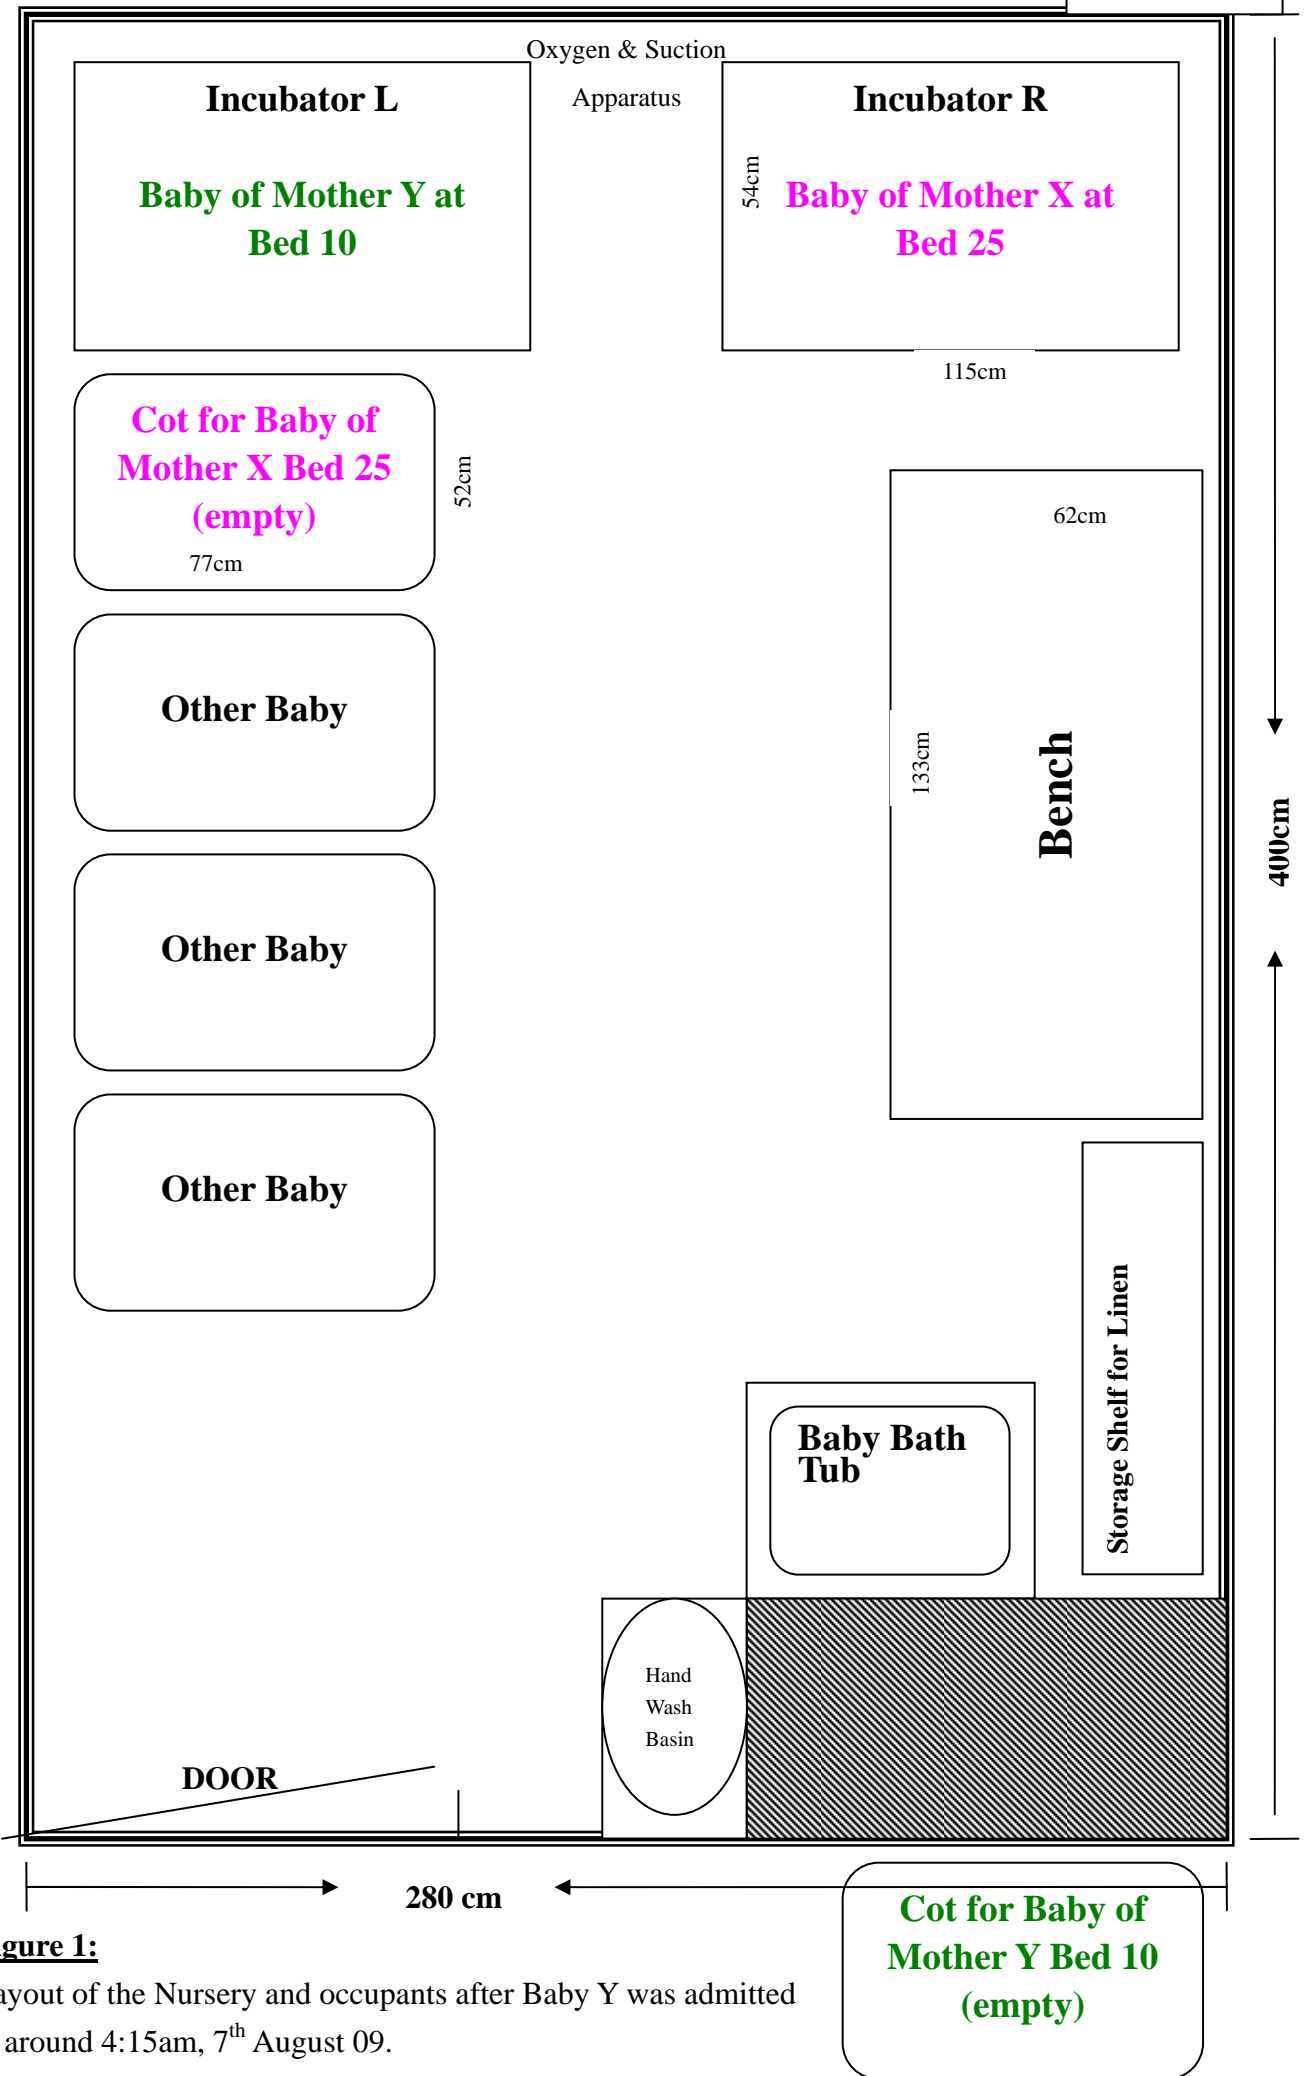 Oxygen & Suction
Apparatus
Incubator L
Baby of Mother Y at
Bed 10
Incubator R
54cm
Baby of Mother X at
Bed 25
115cm
Cot for Baby of
Mother X Bed 25
(empty)
77cm
52cm
62cm
133cm
Bench
400cm
Other Baby
Other Baby
Other Baby
Storage Shelf for Linen
Baby Bath
Tub
Hand
Wash
Basin
DOOR
280 cm
Cot for Baby of
Mother Y Bed 10
(empty)
igure 1:
ayout of the Nursery and occupants after Baby Y was admitted
around 4:15am, 7th August 09.